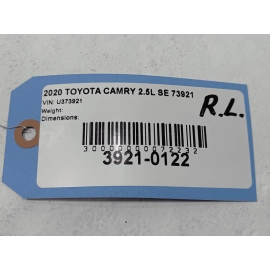 2020 TOYOTA CAMRY 2.5L SE 73921
VIN: U373921
Weight:
Dimensions:
R.L.
3000000072232
3921-0122